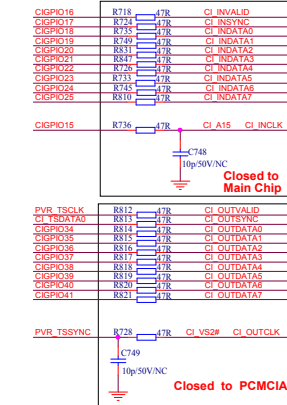 CIGPIO16 R718 47R CI_INVALID
CIGPIO17 R724 47R CI_INSYNC
CIGPIO18 R735 47R CI_INDATA0
CIGPIO19 R749 47R CI_INDATA1
CIGPIO20 R831 47R CI_INDATA2
CIGPIO21 R847 47R CI_INDATA3
CIGPIO22 R726 47R CI_INDATA4
CIGPIO23 R733 47R CI_INDATA5
CIGPIO24 R745 47R CI_INDATA6
CIGPIO25 R810 47R CI_INDATA7
CIGPIO15 R736 47R CI_A15 CI_INCLK
C748
10p/50V/NC
Closed to
Main Chip
PVR_TSCLK R812 47R CI_OUTVALID
CI_TSDATA0 R813 47R CI_OUTSYNC
CIGPIO34 R814 47R CI_OUTDATA0
CIGPIO35 R815 47R CI_OUTDATA1
CIGPIO36 R816 47R CI_OUTDATA2
CIGPIO37 R817 47R CI_OUTDATA3
CIGPIO38 R818 47R CI_OUTDATA4
CIGPIO39 R819 47R CI_OUTDATA5
CIGPIO40 R820 47R CI_OUTDATA6
CIGPIO41 R821 47R CI_OUTDATA7
PVR_TSSYNC R728 47R CI_VS2# CI_OUTCLK
C749
10p/50V/NC
Closed to PCMCIA